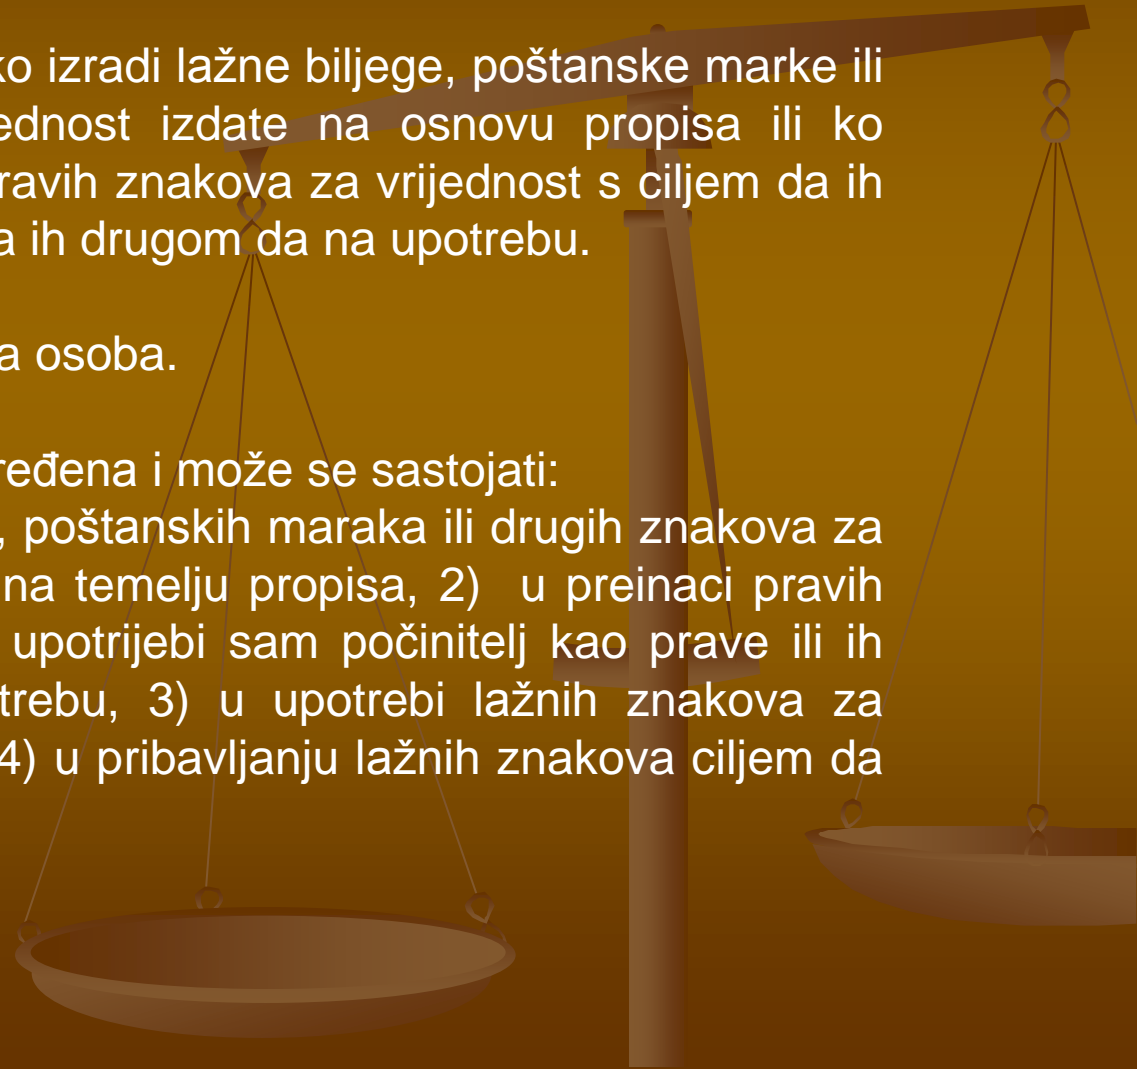 ko izradi lažne biljege, poštanske marke ili
ednost izdate na osnovu propisa ili ko
ravih znakova za vrijednost s ciljem da ih
a ih drugom da na upotrebu.
a osoba.
ređena i može se sastojati:
, poštanskih maraka ili drugih znakova za
na temelju propisa, 2) u preinaci pravih
upotrijebi sam počinitelj kao prave ili ih
trebu, 3) u upotrebi lažnih znakova za
4) u pribavljanju lažnih znakova ciljem da